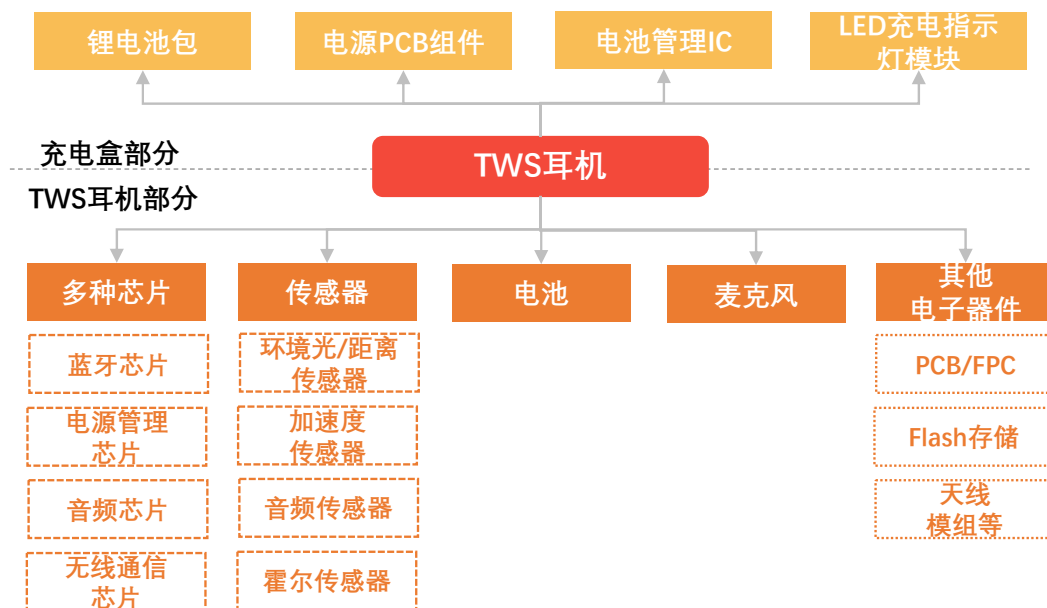 锂电池包
电源PCB组件
电池管理IC
LED充电指示
灯模块
充电盒部分
TWS耳机
TWS耳机部分
多种芯片
传感器
电池
麦克风
其他
电子器件
蓝牙芯片
环境光/距离
传感器
PCB/FPC
电源管理
芯片
加速度
传感器
Flash存储
音频芯片
音频传感器
天线
模组等
无线通信
芯片
霍尔传感器